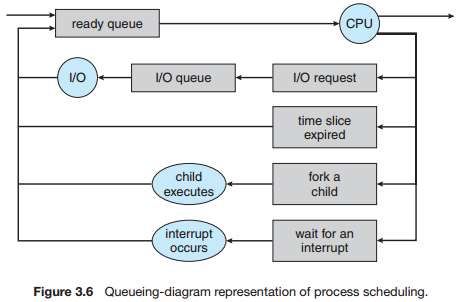 ready queue
CPU
I/O
I/O queue
I/O request
time slice
expired
child
executes
fork a
child
interrupt
occurs
wait for an
interrupt
Figure 3.6 Queueing-diagram representation of process scheduling.